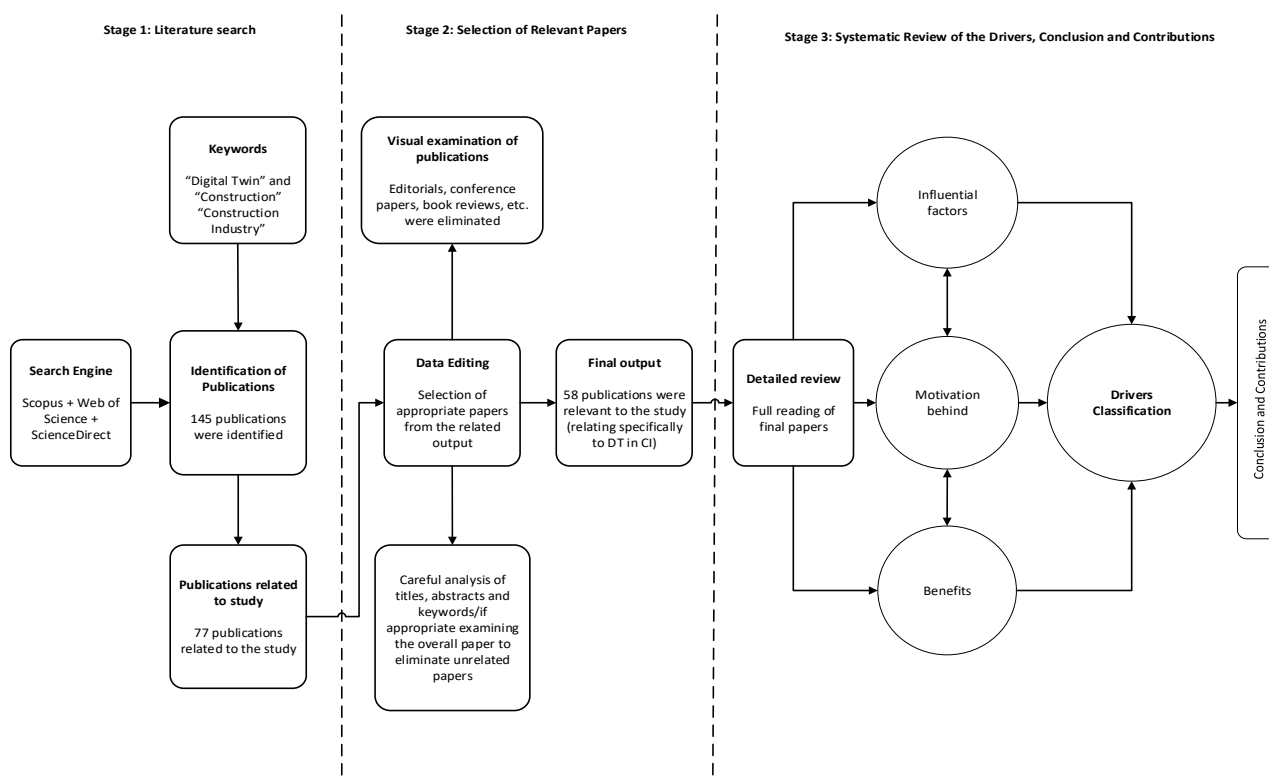 Stage 1: Literature search
Stage 2: Selection of Relevant Papers
Stage 3: Systematic Review of the Drivers, Conclusion and Contributions
Keywords
“Digital Twin” and
“Construction”
“Construction
Industry”
Search Engine
Scopus + Web of
Science +
ScienceDirect
Identification of
Publications
145 publications
were identified
Publications related
to study
77 publications
related to the study
Visual examination of
publications
Editorials, conference
papers, book reviews, etc.
were eliminated
Data Editing
Selection of
appropriate papers
from the related
output
Careful analysis of
titles, abstracts and
keywords/if
appropriate examining
the overall paper to
eliminate unrelated
papers
Final output
58 publications were
relevant to the study
(relating specifically
to DT in CI)
Detailed review
Full reading of
final papers
Influential
factors
Motivation
behind
Benefits
Drivers
Classification
Conclusion and Contributions